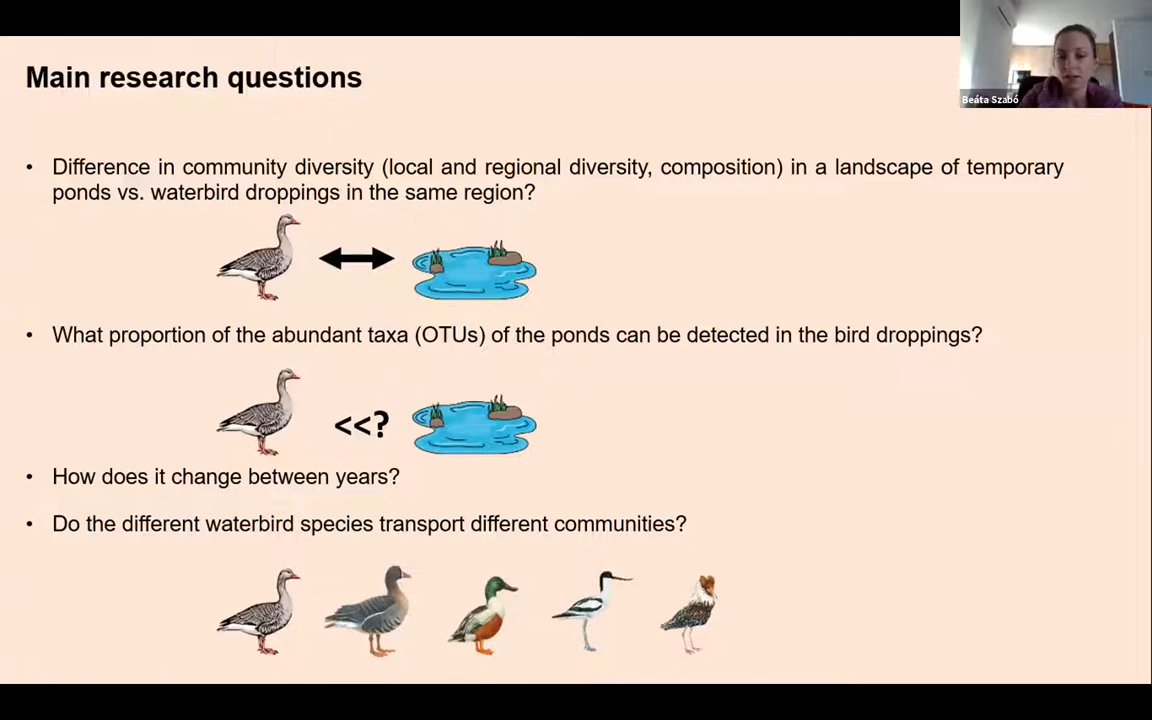 Beáta Szabó
Main research questions
• Difference in community diversity (local and regional diversity, composition) in a landscape of temporary
ponds vs. waterbird droppings in the same region?
• What proportion of the abundant taxa (OTUs) of the ponds can be detected in the bird droppings?
<<?
• How does it change between years?
• Do the different waterbird species transport different communities?